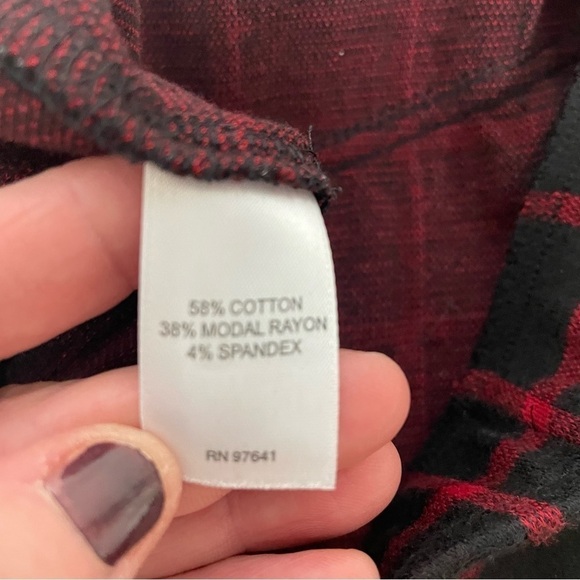 58% COTTON
38% MODAL RAYON
4% SPANDEX
RN 97641